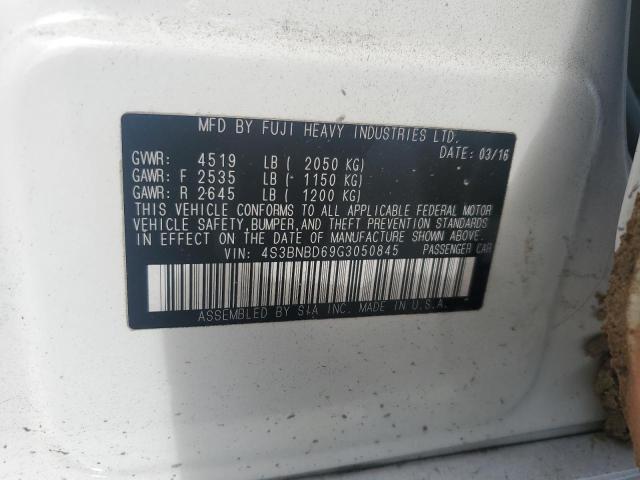 MFD BY FUJI HEAVY INDUSTRIES LTD.
DATE: 03/16
GVWR: 4519 LB ( 2050 KG)
GAWR: F 2535 LB ( 1150 KG)
GAWR: R 2645 LB ( 1200 KG)
THIS VEHICLE CONFORMS TO ALL APPLICABLE FEDERAL MOTOR
VEHICLE SAFETY, BUMPER, AND THEFT PREVENTION STANDARDS
IN EFFECT ON THE DATE OF MANUFACTURE SHOWN ABOVE.
VIN: 4S3BNBD69G3050845 PASSENGER CAR
ASSEMBLED BY SIA INC. MADE IN U.S.A.